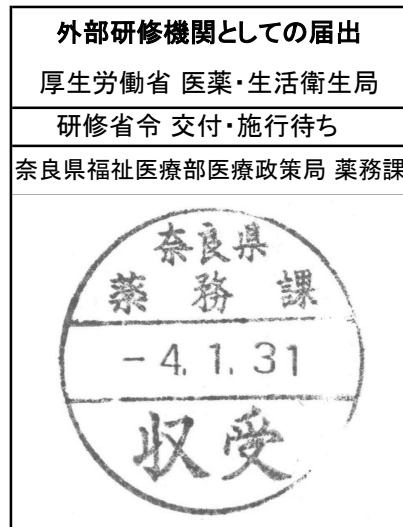 外部研修機関としての届出
厚生労働省 医薬・生活衛生局
研修省令 交付・施行待ち
奈良県福祉医療部医療政策局 薬務課
奈良県
薬務課
-4.1.31
収受